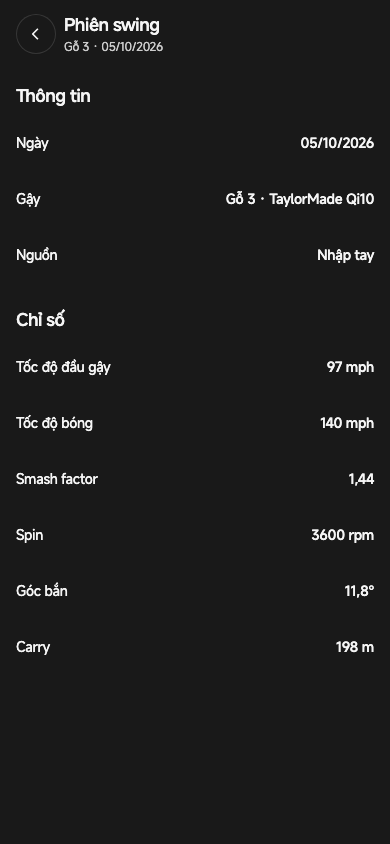 Phiên swing
Gỗ 3 · 05/10/2026
Thông tin
Ngày 05/10/2026
Gậy Gỗ 3 · TaylorMade Qi10
Nguồn Nhập tay
Chỉ số
Tốc độ đầu gậy 97 mph
Tốc độ bóng 140 mph
Smash factor 1,44
Spin 3600 rpm
Góc bắn 11,8°
Carry 198 m